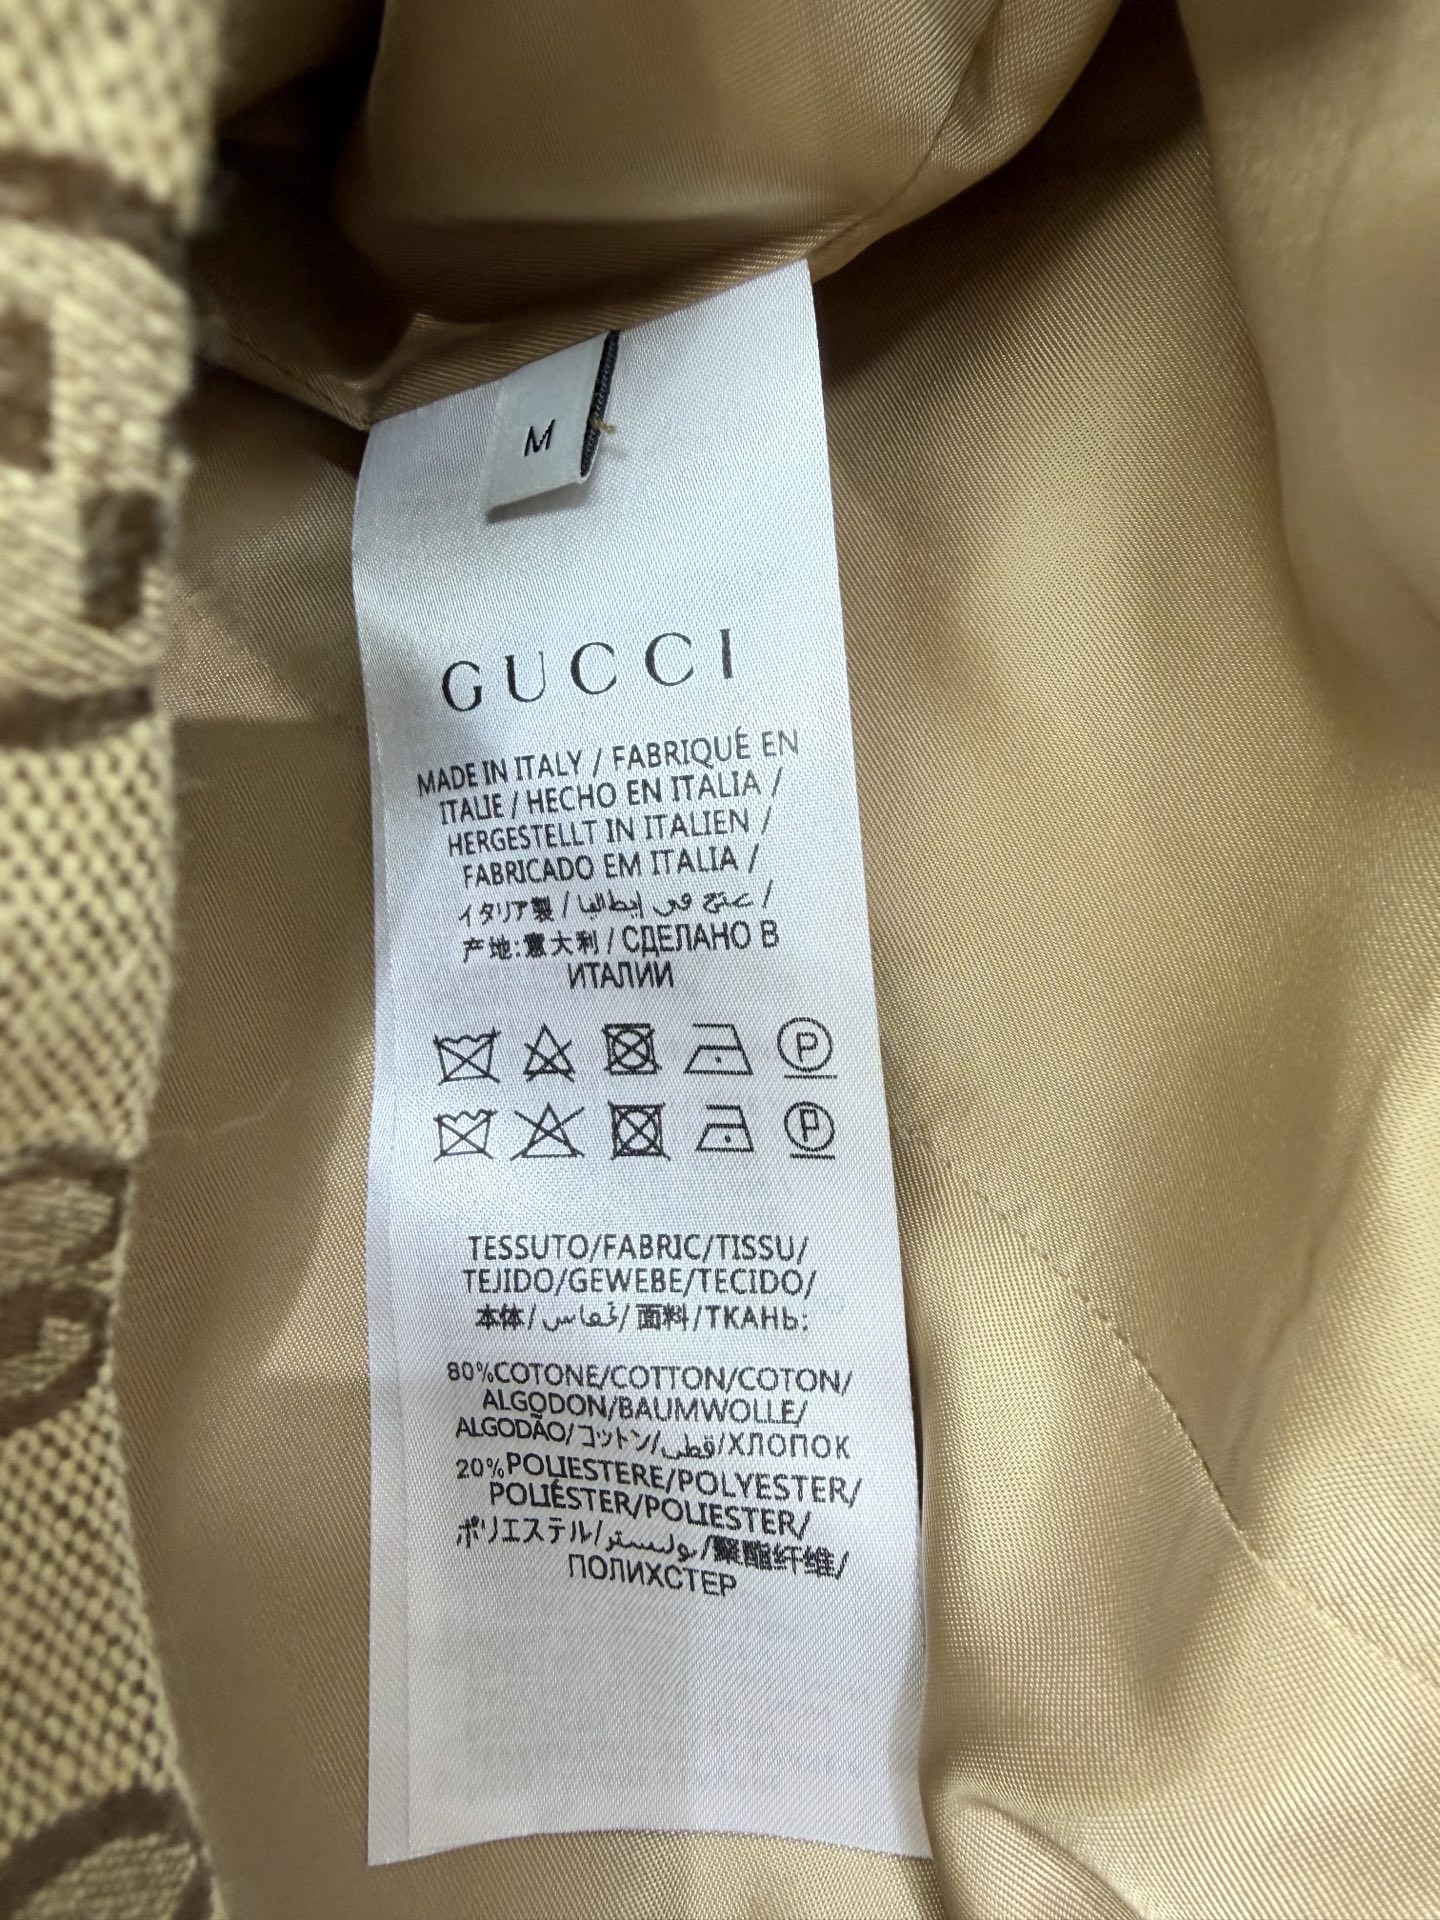 M
GUCCI
MADE IN ITALY / FABRIQUÉ EN
ITALIE / HECHO EN ITALIA /
HERGESTELLT IN ITALIEN /
FABRICADO EM ITALIA /
イタリア製 / عتج في إيطاليا /
产地:意大利 / СДЕЛАНО В
ИТАЛИИ
P
P
TESSUTO/FABRIC/TISSU/
TEJIDO/GEWEBE/TECIDO/
本体/قماس/面料/ТКАНЬ:
80%COTONE/COTTON/COTON/
ALGODON/BAUMWOLLE/
ALGODÃO/コットン/قطن/ХЛОПОК
20%POLIESTERE/POLYESTER/
POLIÉSTER/POLIESTER/
ポリエステル/بوليستر/聚酯纤维/
ПОЛИХСТЕР